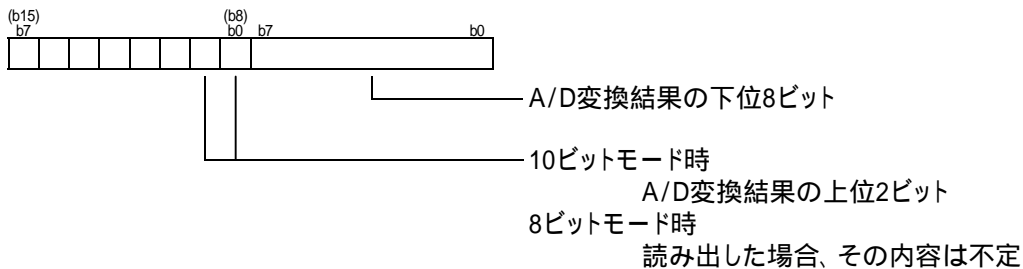 (b15) (b8)
b7 b0 b7 b0
A/D変換結果の下位8ビット
10ビットモード時
A/D変換結果の上位2ビット
8ビットモード時
読み出した場合、その内容は不定